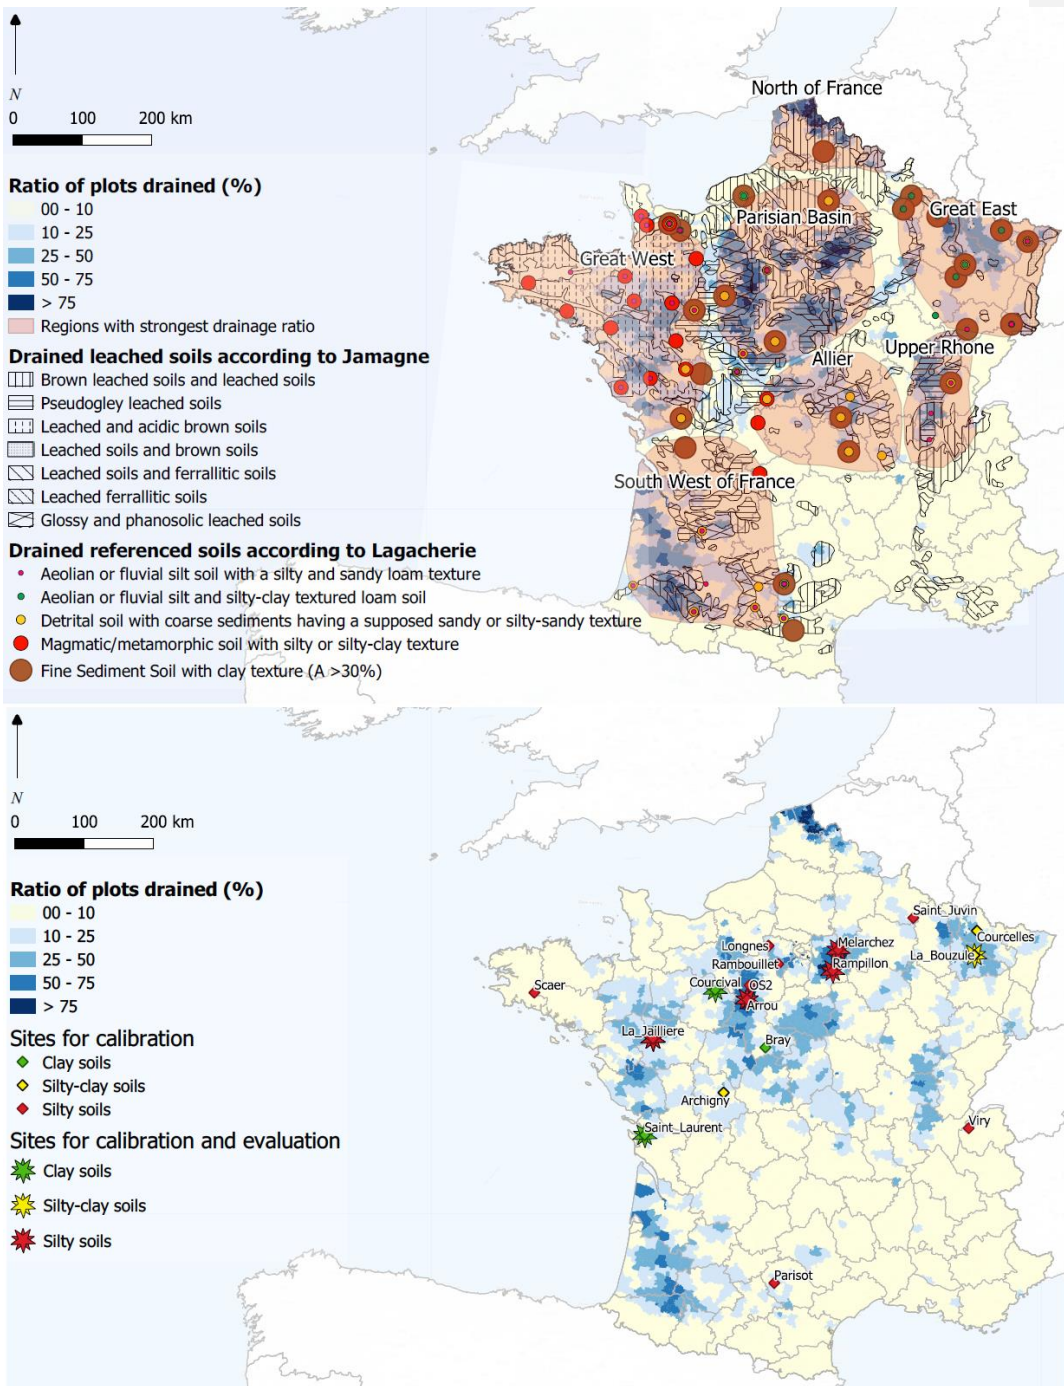 North of France
N
0 100 200 km
Ratio of plots drained (%)
00 - 10
10 - 25
25 - 50
50 - 75
> 75
Regions with strongest drainage ratio
Drained leached soils according to Jamagne
Brown leached soils and leached soils
Pseudogley leached soils
Leached and acidic brown soils
Leached soils and brown soils
Leached soils and ferrallitic soils
Leached ferrallitic soils
Glossy and phanosolic leached soils
Drained referenced soils according to Lagacherie
Aeolian or fluvial silt soil with a silty and sandy loam texture
Aeolian or fluvial silt and silty-clay textured loam soil
Detrital soil with coarse sediments having a supposed sandy or silty-sandy texture
Magmatic/metamorphic soil with silty or silty-clay texture
Fine Sediment Soil with clay texture (A >30%)
Parisian Basin
Great East
Great West
Allier
Upper Rhone
South West of France
N
0 100 200 km
Ratio of plots drained (%)
00 - 10
10 - 25
25 - 50
50 - 75
> 75
Sites for calibration
Clay soils
Silty-clay soils
Silty soils
Sites for calibration and evaluation
Clay soils
Silty-clay soils
Silty soils
Saint_Juvin
Courcelles
Longnes
Melarchez
La_Bouzule
Rambouillet
Rampillon
Scaer
Courcival
OS2
Arrou
La_Jailliere
Bray
Archigny
Saint_Laurent
Viry
Parisot